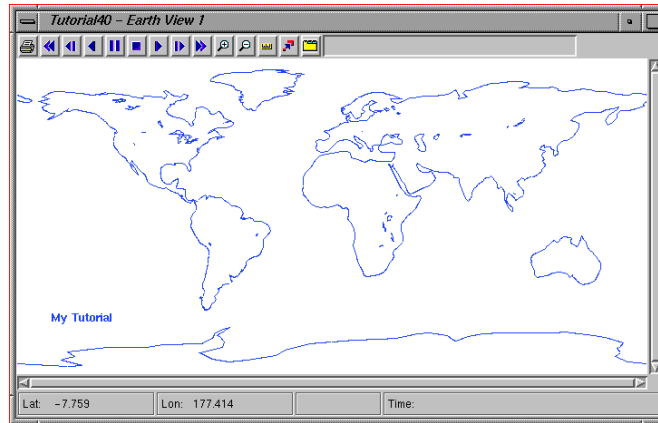 Tutorial40 – Earth View 1
My Tutorial
Lat: -7.759
Lon: 177.414
Time: